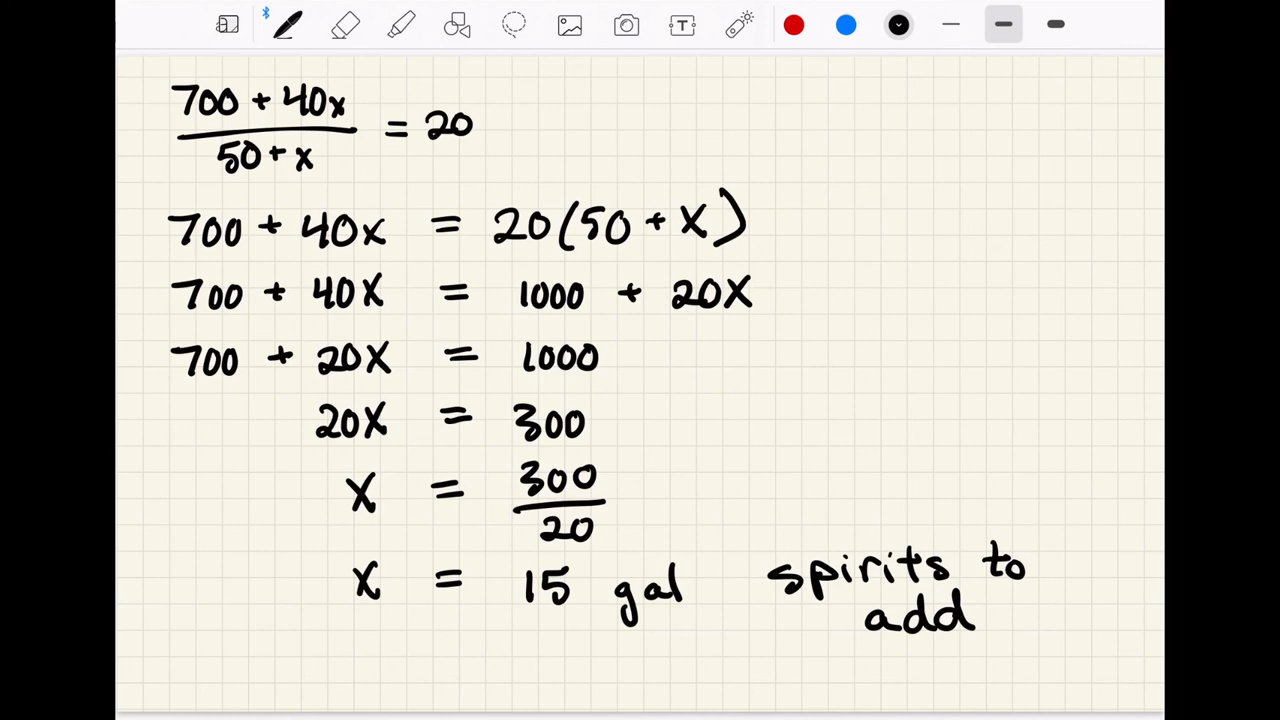 700 + 40x
50 + x
= 20
700 + 40x = 20(50 + x)
700 + 40x = 1000 + 20x
700 + 20x = 1000
20x = 300
x = 300
20
x = 15 gal spirits to
add